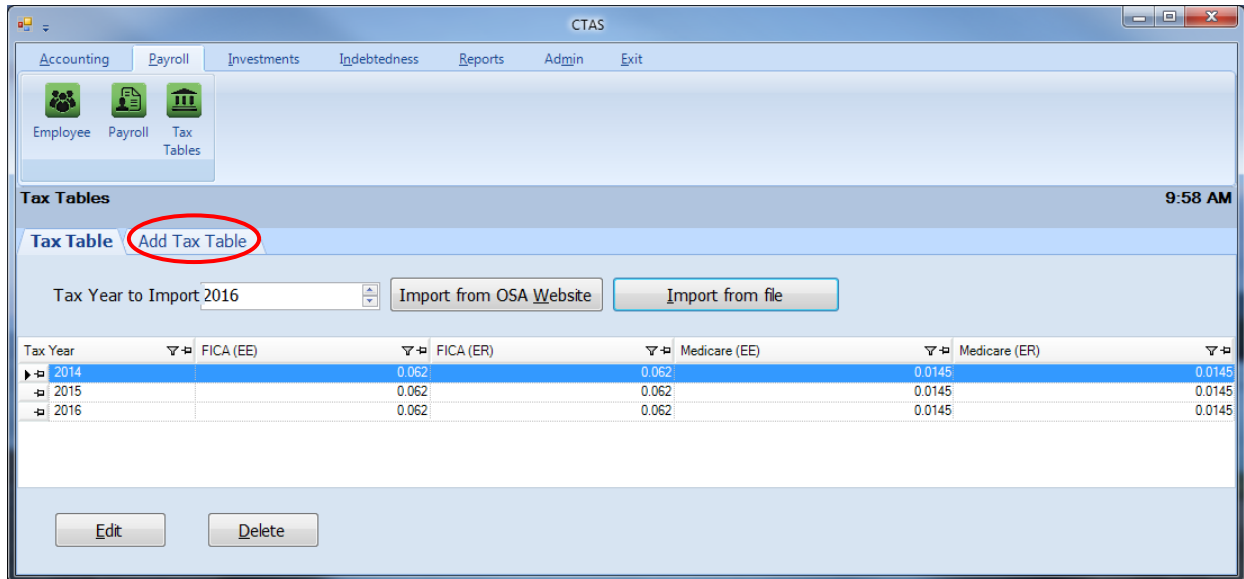 CTAS
Accounting Payroll Investments Indebtedness Reports Admin Exit
Employee Payroll Tax Tables
Tax Tables 9:58 AM
Tax Table Add Tax Table
Tax Year to Import 2016 Import from OSA Website Import from file
Tax Year FICA (EE) FICA (ER) Medicare (EE) Medicare (ER)
2014 0.062 0.062 0.0145 0.0145
2015 0.062 0.062 0.0145 0.0145
2016 0.062 0.062 0.0145 0.0145
Edit Delete